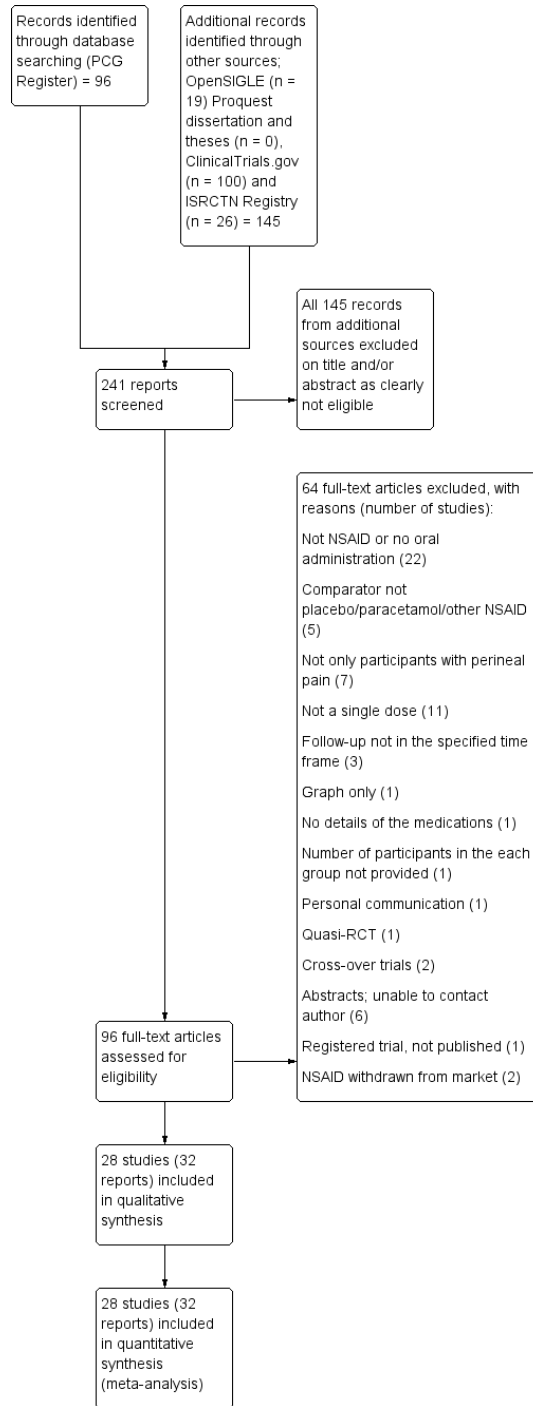 Records identified
through database
searching (PCG
Register) = 96
Additional records
identified through
other sources;
OpenSIGLE (n =
19) Proquest
dissertation and
theses (n = 0),
ClinicalTrials.gov
(n = 100) and
ISRCTN Registry
(n = 26) = 145
All 145 records
from additional
sources excluded
on title and/or
abstract as clearly
not eligible
241 reports
screened
64 full-text articles excluded, with
reasons (number of studies):
Not NSAID or no oral
administration (22)
Comparator not
placebo/paracetamol/other NSAID
(5)
Not only participants with perineal
pain (7)
Not a single dose (11)
Follow-up not in the specified time
frame (3)
Graph only (1)
No details of the medications (1)
Number of participants in the each
group not provided (1)
Personal communication (1)
Quasi-RCT (1)
Cross-over trials (2)
Abstracts; unable to contact
author (6)
Registered trial, not published (1)
NSAID withdrawn from market (2)
96 full-text articles
assessed for
eligibility
28 studies (32
reports) included
in qualitative
synthesis
28 studies (32
reports) included
in quantitative
synthesis
(meta-analysis)